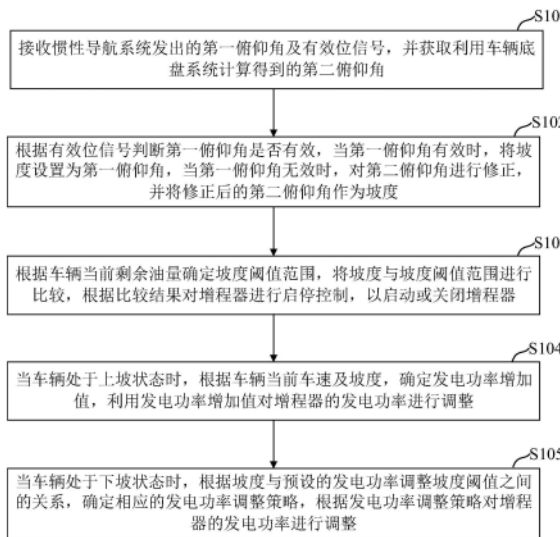 S10
接收惯性导航系统发出的第一俯仰角及有效位信号，并获取利用车辆底
盘系统计算得到的第二俯仰角
S102
根据有效位信号判断第一俯仰角是否有效，当第一俯仰角有效时，将坡
度设置为第一俯仰角，当第一俯仰角无效时，对第二俯仰角进行修正，
并将修正后的第二俯仰角作为坡度
S10
根据车辆当前剩余油量确定坡度阈值范围，将坡度与坡度阈值范围进行
比较，根据比较结果对增程器进行启停控制，以启动或关闭增程器
S104
当车辆处于上坡状态时，根据车辆当前车速及坡度，确定发电功率增加
值，利用发电功率增加值对增程器的发电功率进行调整
S105
当车辆处于下坡状态时，根据坡度与预设的发电功率调整坡度阈值之间
的关系，确定相应的发电功率调整策略，根据发电功率调整策略对增程
器的发电功率进行调整